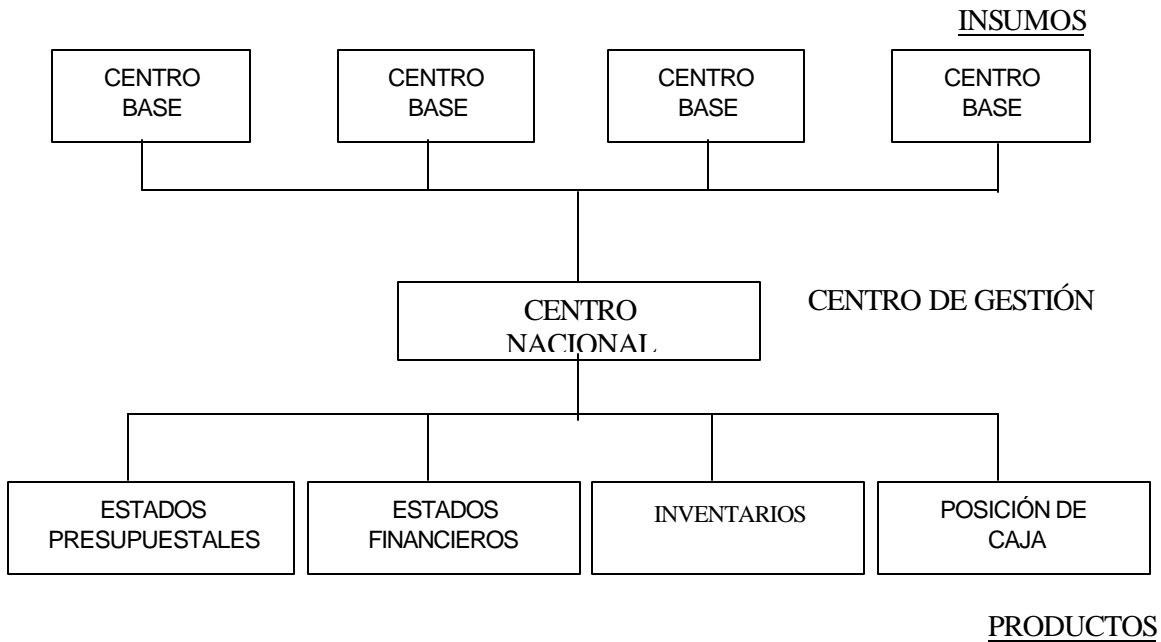 INSUMOS
CENTRO
BASE
CENTRO
BASE
CENTRO
BASE
CENTRO
BASE
CENTRO
NACIONAL
CENTRO DE GESTIÓN
ESTADOS
PRESUPUESTALES
ESTADOS
FINANCIEROS
INVENTARIOS
POSICIÓN DE
CAJA
PRODUCTOS